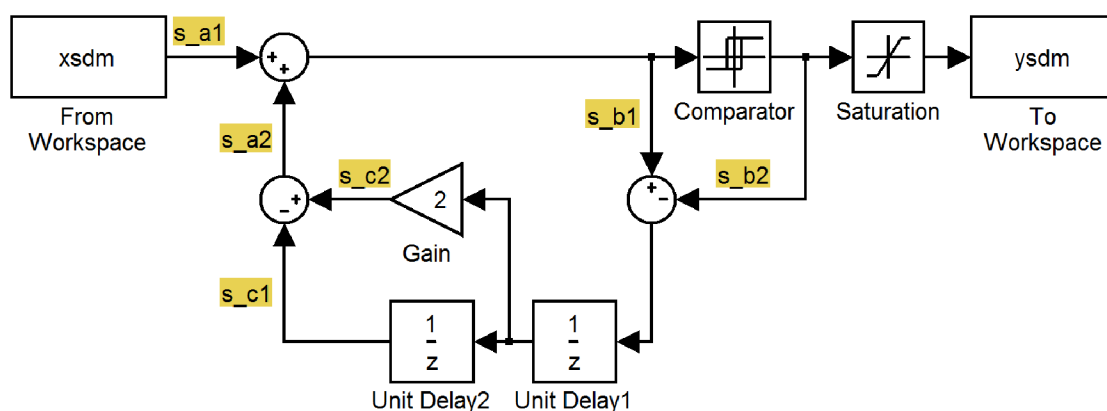 s_a1
xsdm
From
Workspace
+
+
s_a2
s_b1
Comparator
Saturation
ysdm
To
Workspace
s_c2
2
Gain
+
−
s_b2
+
−
s_c1
1
z
Unit Delay2
1
z
Unit Delay1